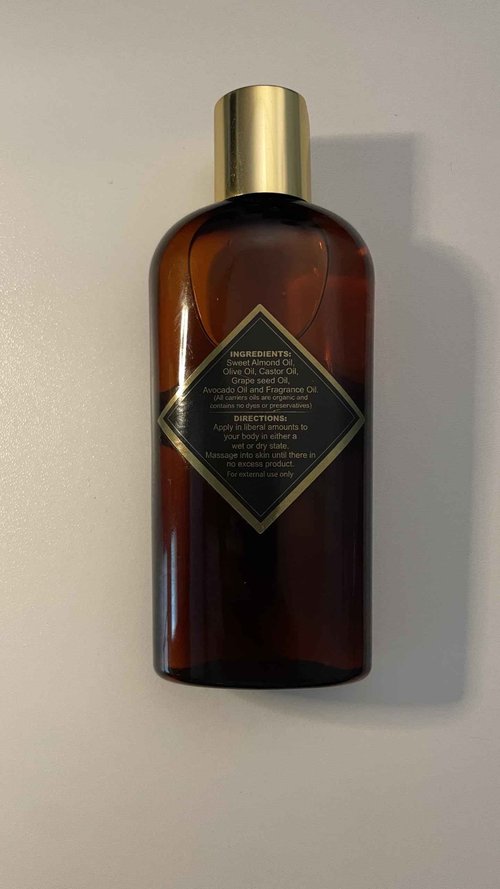 INGREDIENTS:
Sweet Almond Oil,
Olive Oil, Castor Oil,
Grape seed Oil,
Avocado Oil and Fragrance Oil.
(All carriers oils are organic and
contains no dyes or preservatives)
DIRECTIONS:
Apply in liberal amounts to
your body in either a
wet or dry state.
Massage into skin until there in
no excess product.
For external use only